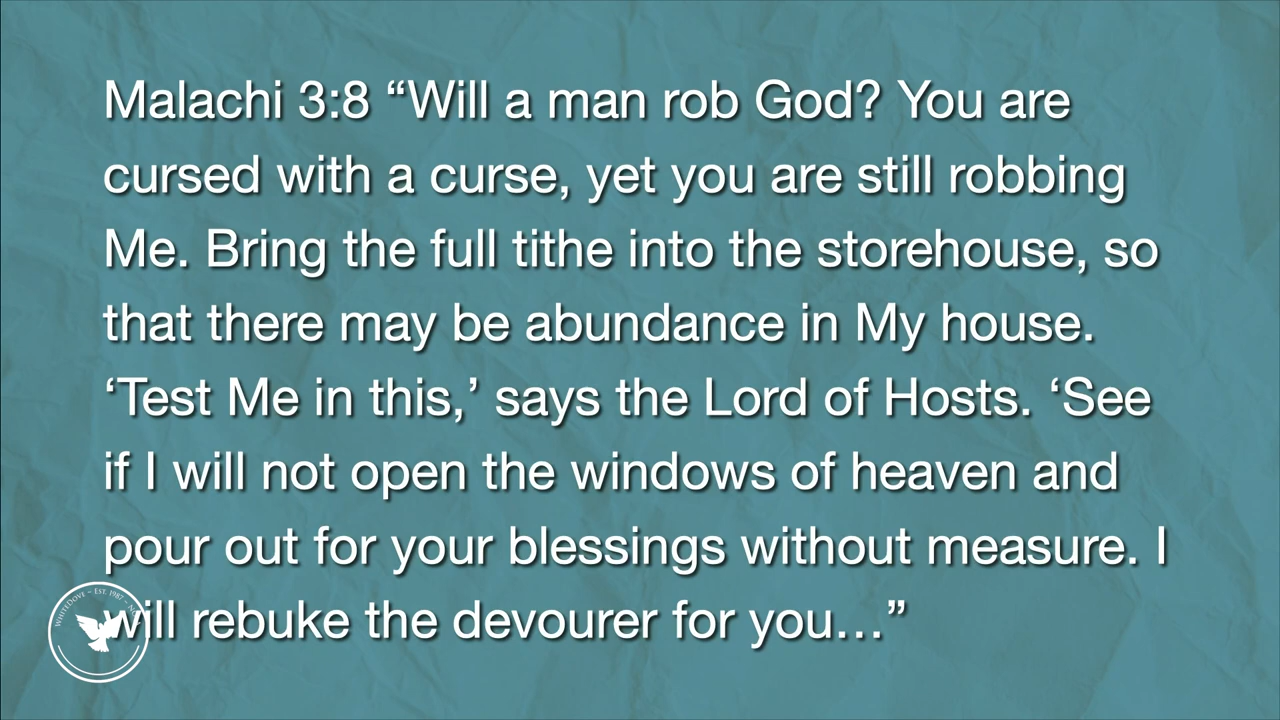 Malachi 3:8 “Will a man rob God? You are
cursed with a curse, yet you are still robbing
Me. Bring the full tithe into the storehouse, so
that there may be abundance in My house.
‘Test Me in this,’ says the Lord of Hosts. ‘See
if I will not open the windows of heaven and
pour out for your blessings without measure. I
will rebuke the devourer for you…”
WhiteDove ~ Est. 1987 ~